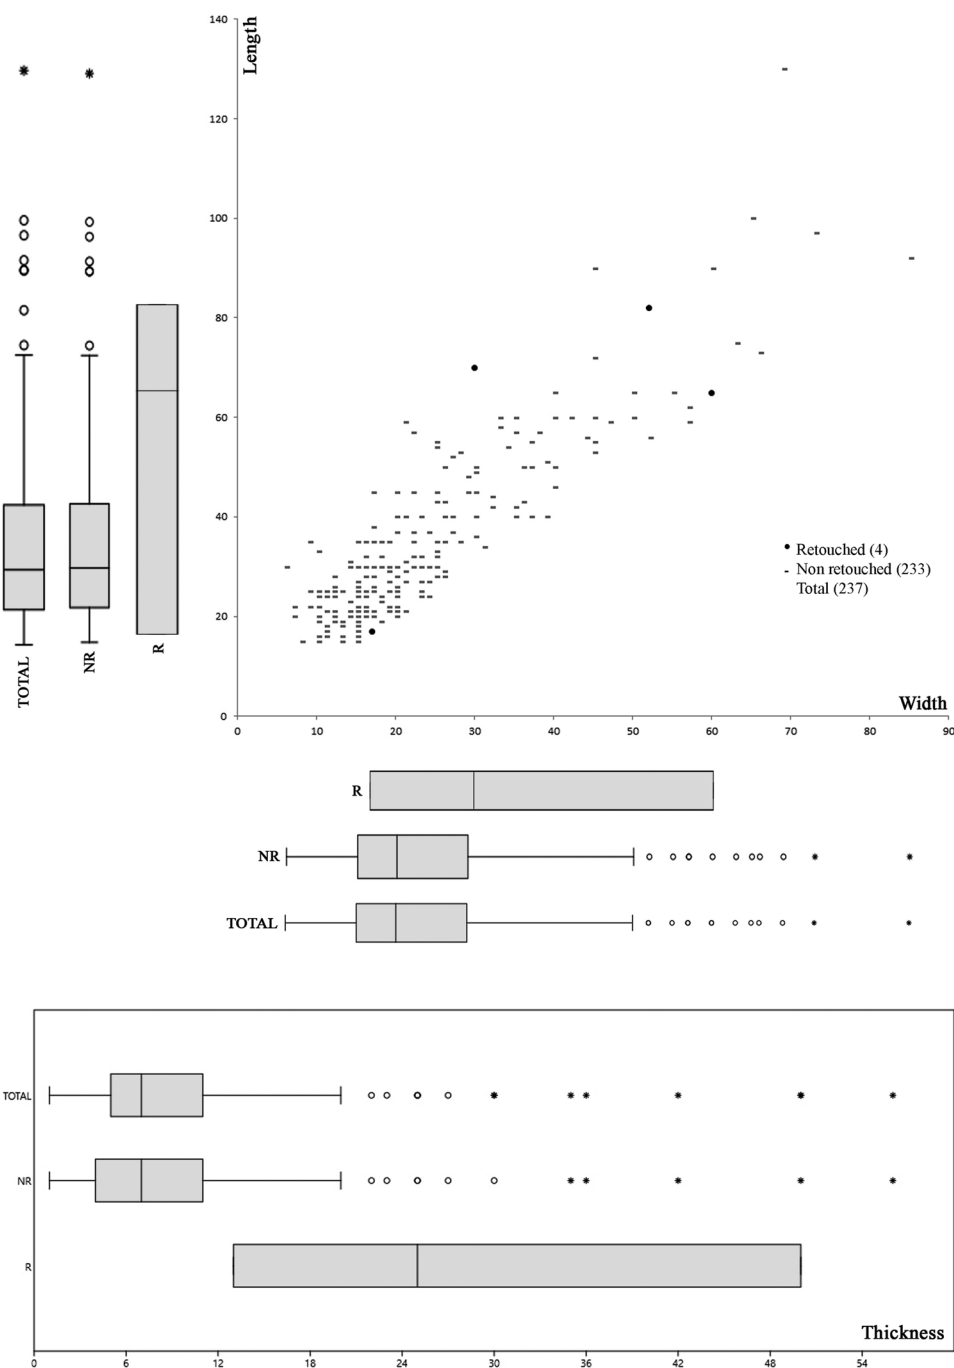 Length
140
120
100
80
60
40
20
0
TOTAL
NR
R
Retouched (4)
Non retouched (233)
Total (237)
Width
0 10 20 30 40 50 60 70 80 90
R
NR
TOTAL
TOTAL
NR
R
Thickness
0 6 12 18 24 30 36 42 48 54